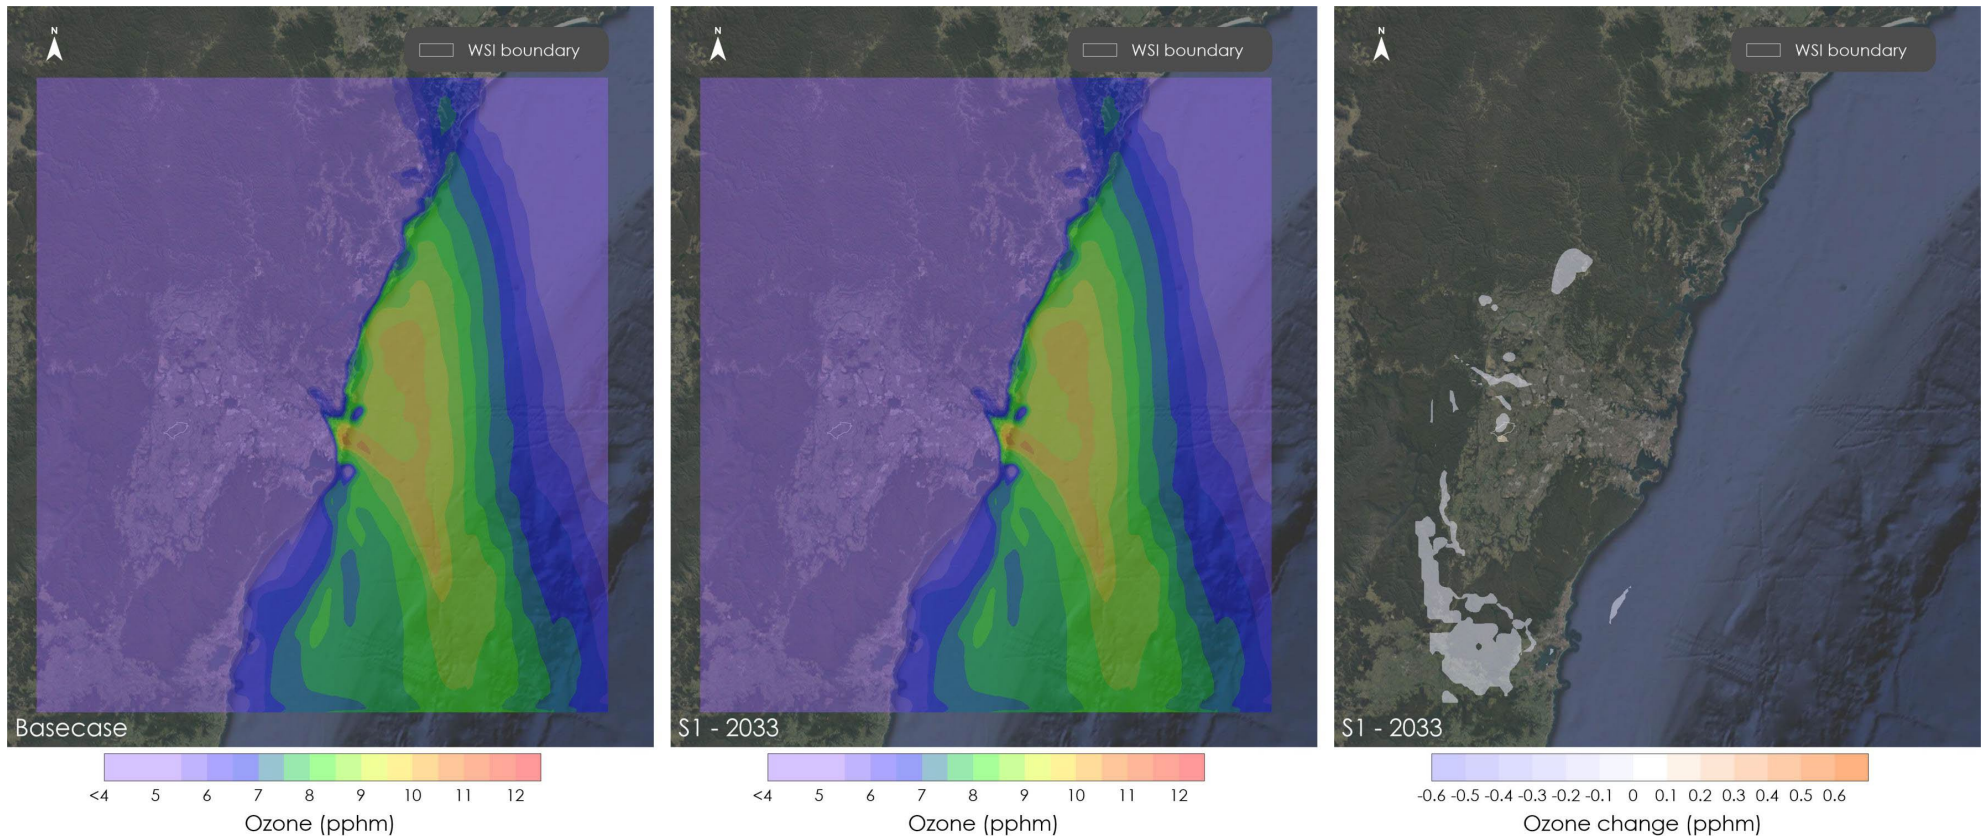 N
WSI boundary
N
WSI boundary
N
WSI boundary
Basecase
S1 - 2033
S1 - 2033
<4 5 6 7 8 9 10 11 12
Ozone (pphm)
<4 5 6 7 8 9 10 11 12
Ozone (pphm)
-0.6 -0.5 -0.4 -0.3 -0.2 -0.1 0 0.1 0.2 0.3 0.4 0.5 0.6
Ozone change (pphm)